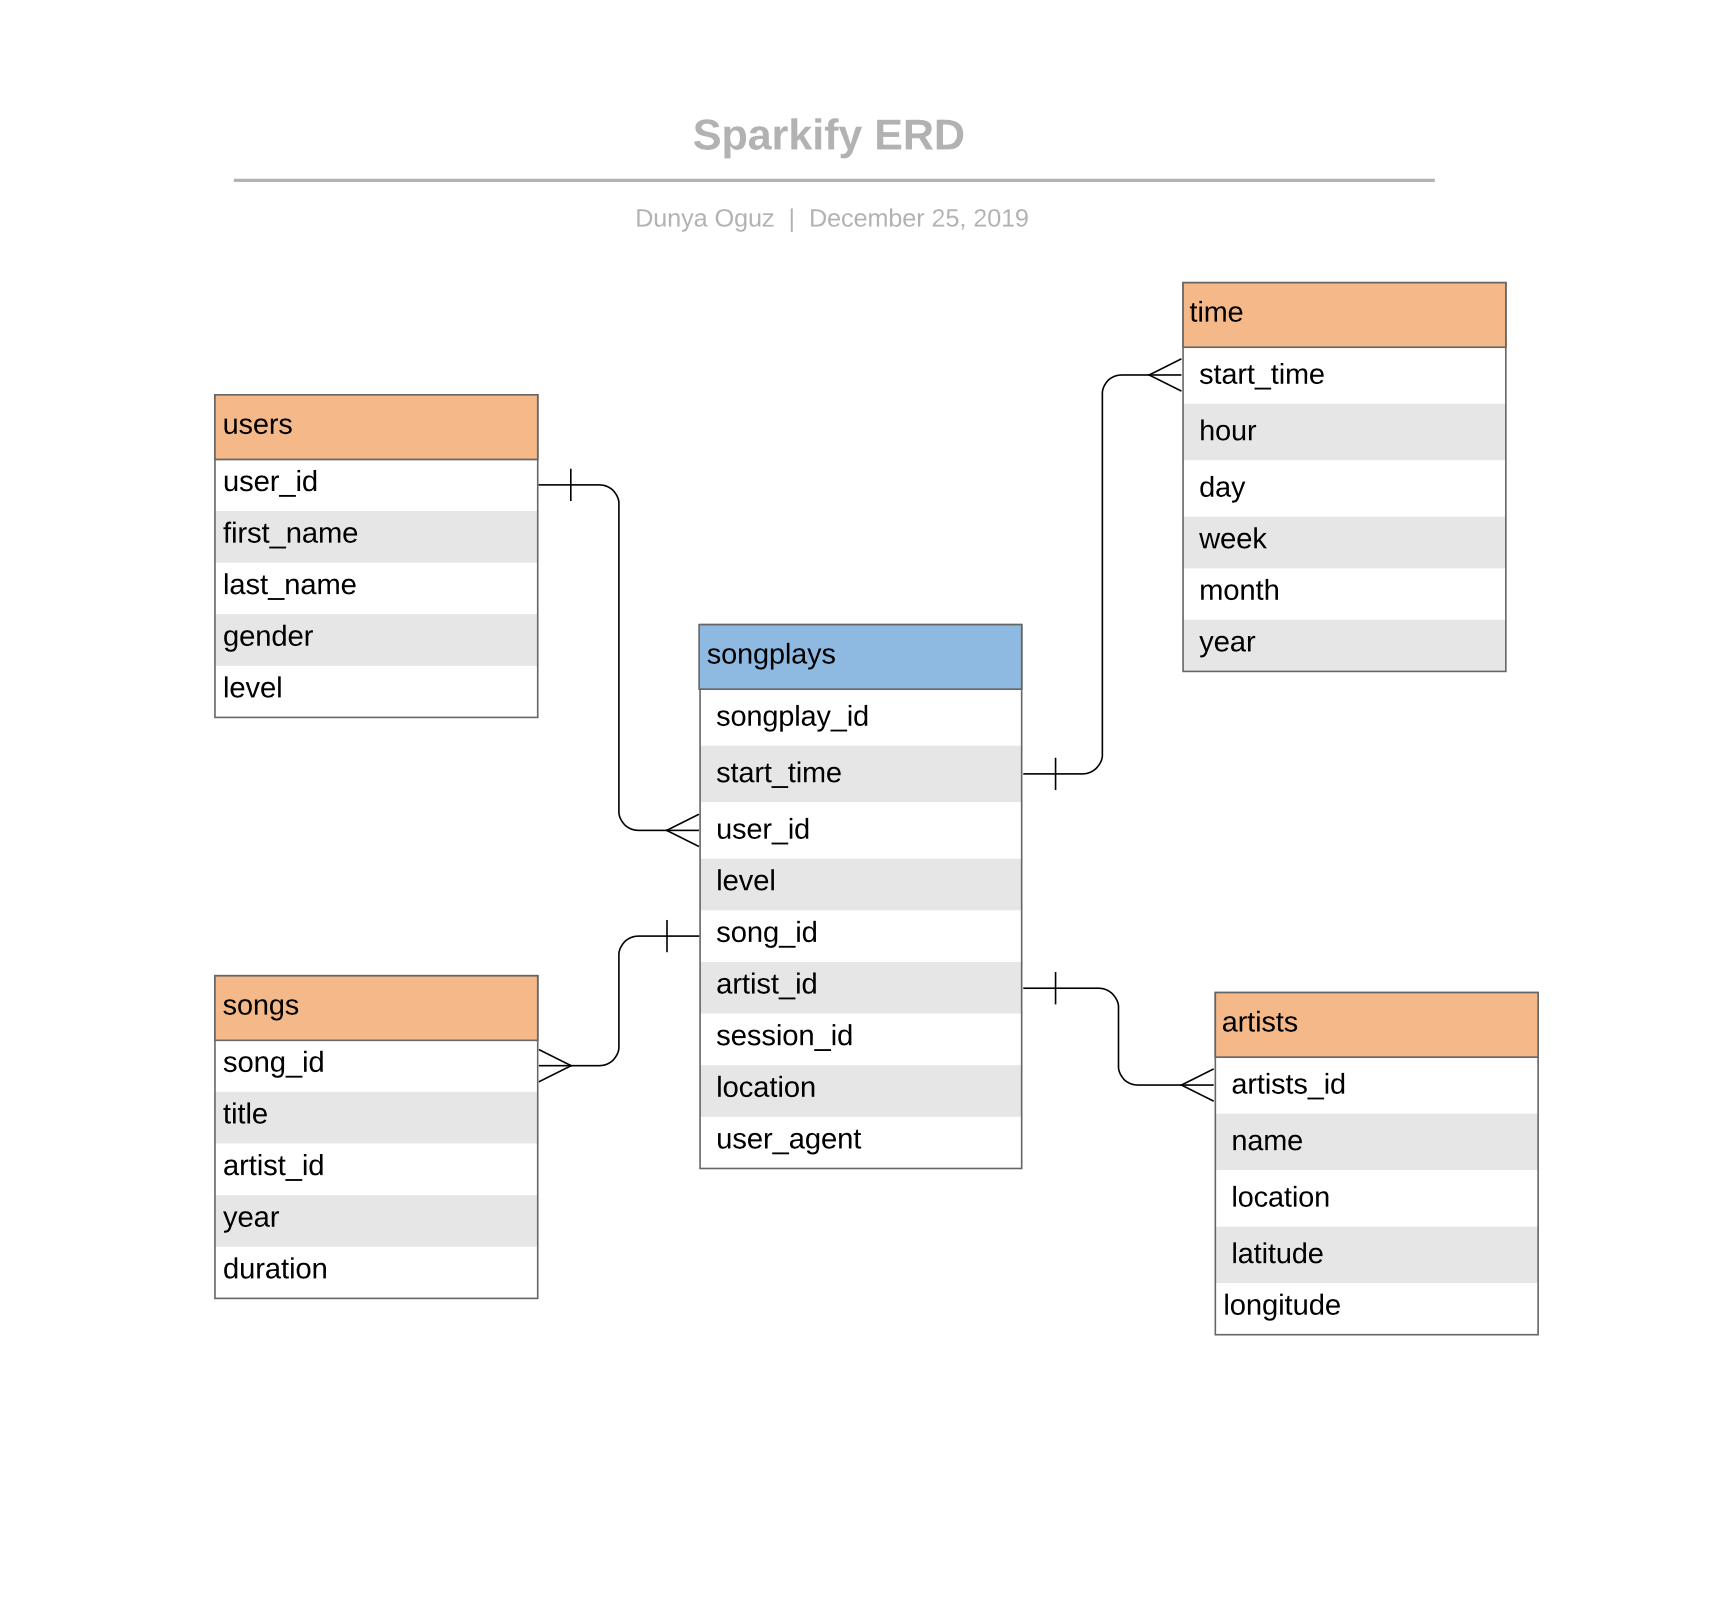 Sparkify ERD
Dunya Oguz | December 25, 2019
users
user_id
first_name
last_name
gender
level
songs
song_id
title
artist_id
year
duration
songplays
songplay_id
start_time
user_id
level
song_id
artist_id
session_id
location
user_agent
time
start_time
hour
day
week
month
year
artists
artists_id
name
location
latitude
longitude